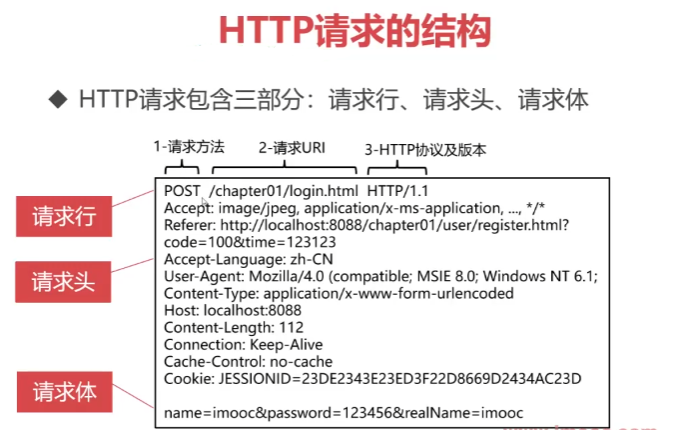 HTTP请求的结构
◆ HTTP请求包含三部分：请求行、请求头、请求体
1-请求方法 2-请求URI 3-HTTP协议及版本
请求行
请求头
请求体
POST /chapter01/login.html HTTP/1.1
Accept: image/jpeg, application/x-ms-application, ..., */*
Referer: http://localhost:8088/chapter01/user/register.html?
code=100&time=123123
Accept-Language: zh-CN
User-Agent: Mozilla/4.0 (compatible; MSIE 8.0; Windows NT 6.1;
Content-Type: application/x-www-form-urlencoded
Host: localhost:8088
Content-Length: 112
Connection: Keep-Alive
Cache-Control: no-cache
Cookie: JSESSIONID=23DE2343E23ED3F22D8669D2434AC23D
name=imooc&password=123456&realName=imooc